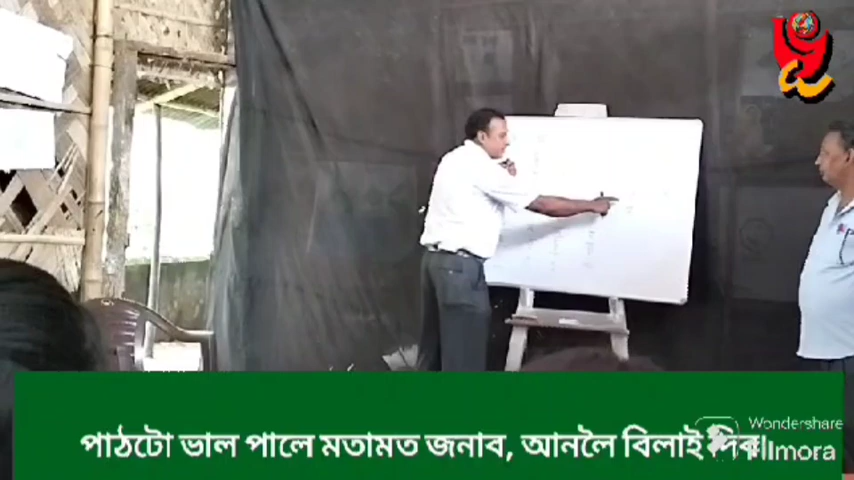 পাঠটো ভাল পালে মতামত জনাব, আনলৈ বিলাই দিব।
Wondershare
Filmora